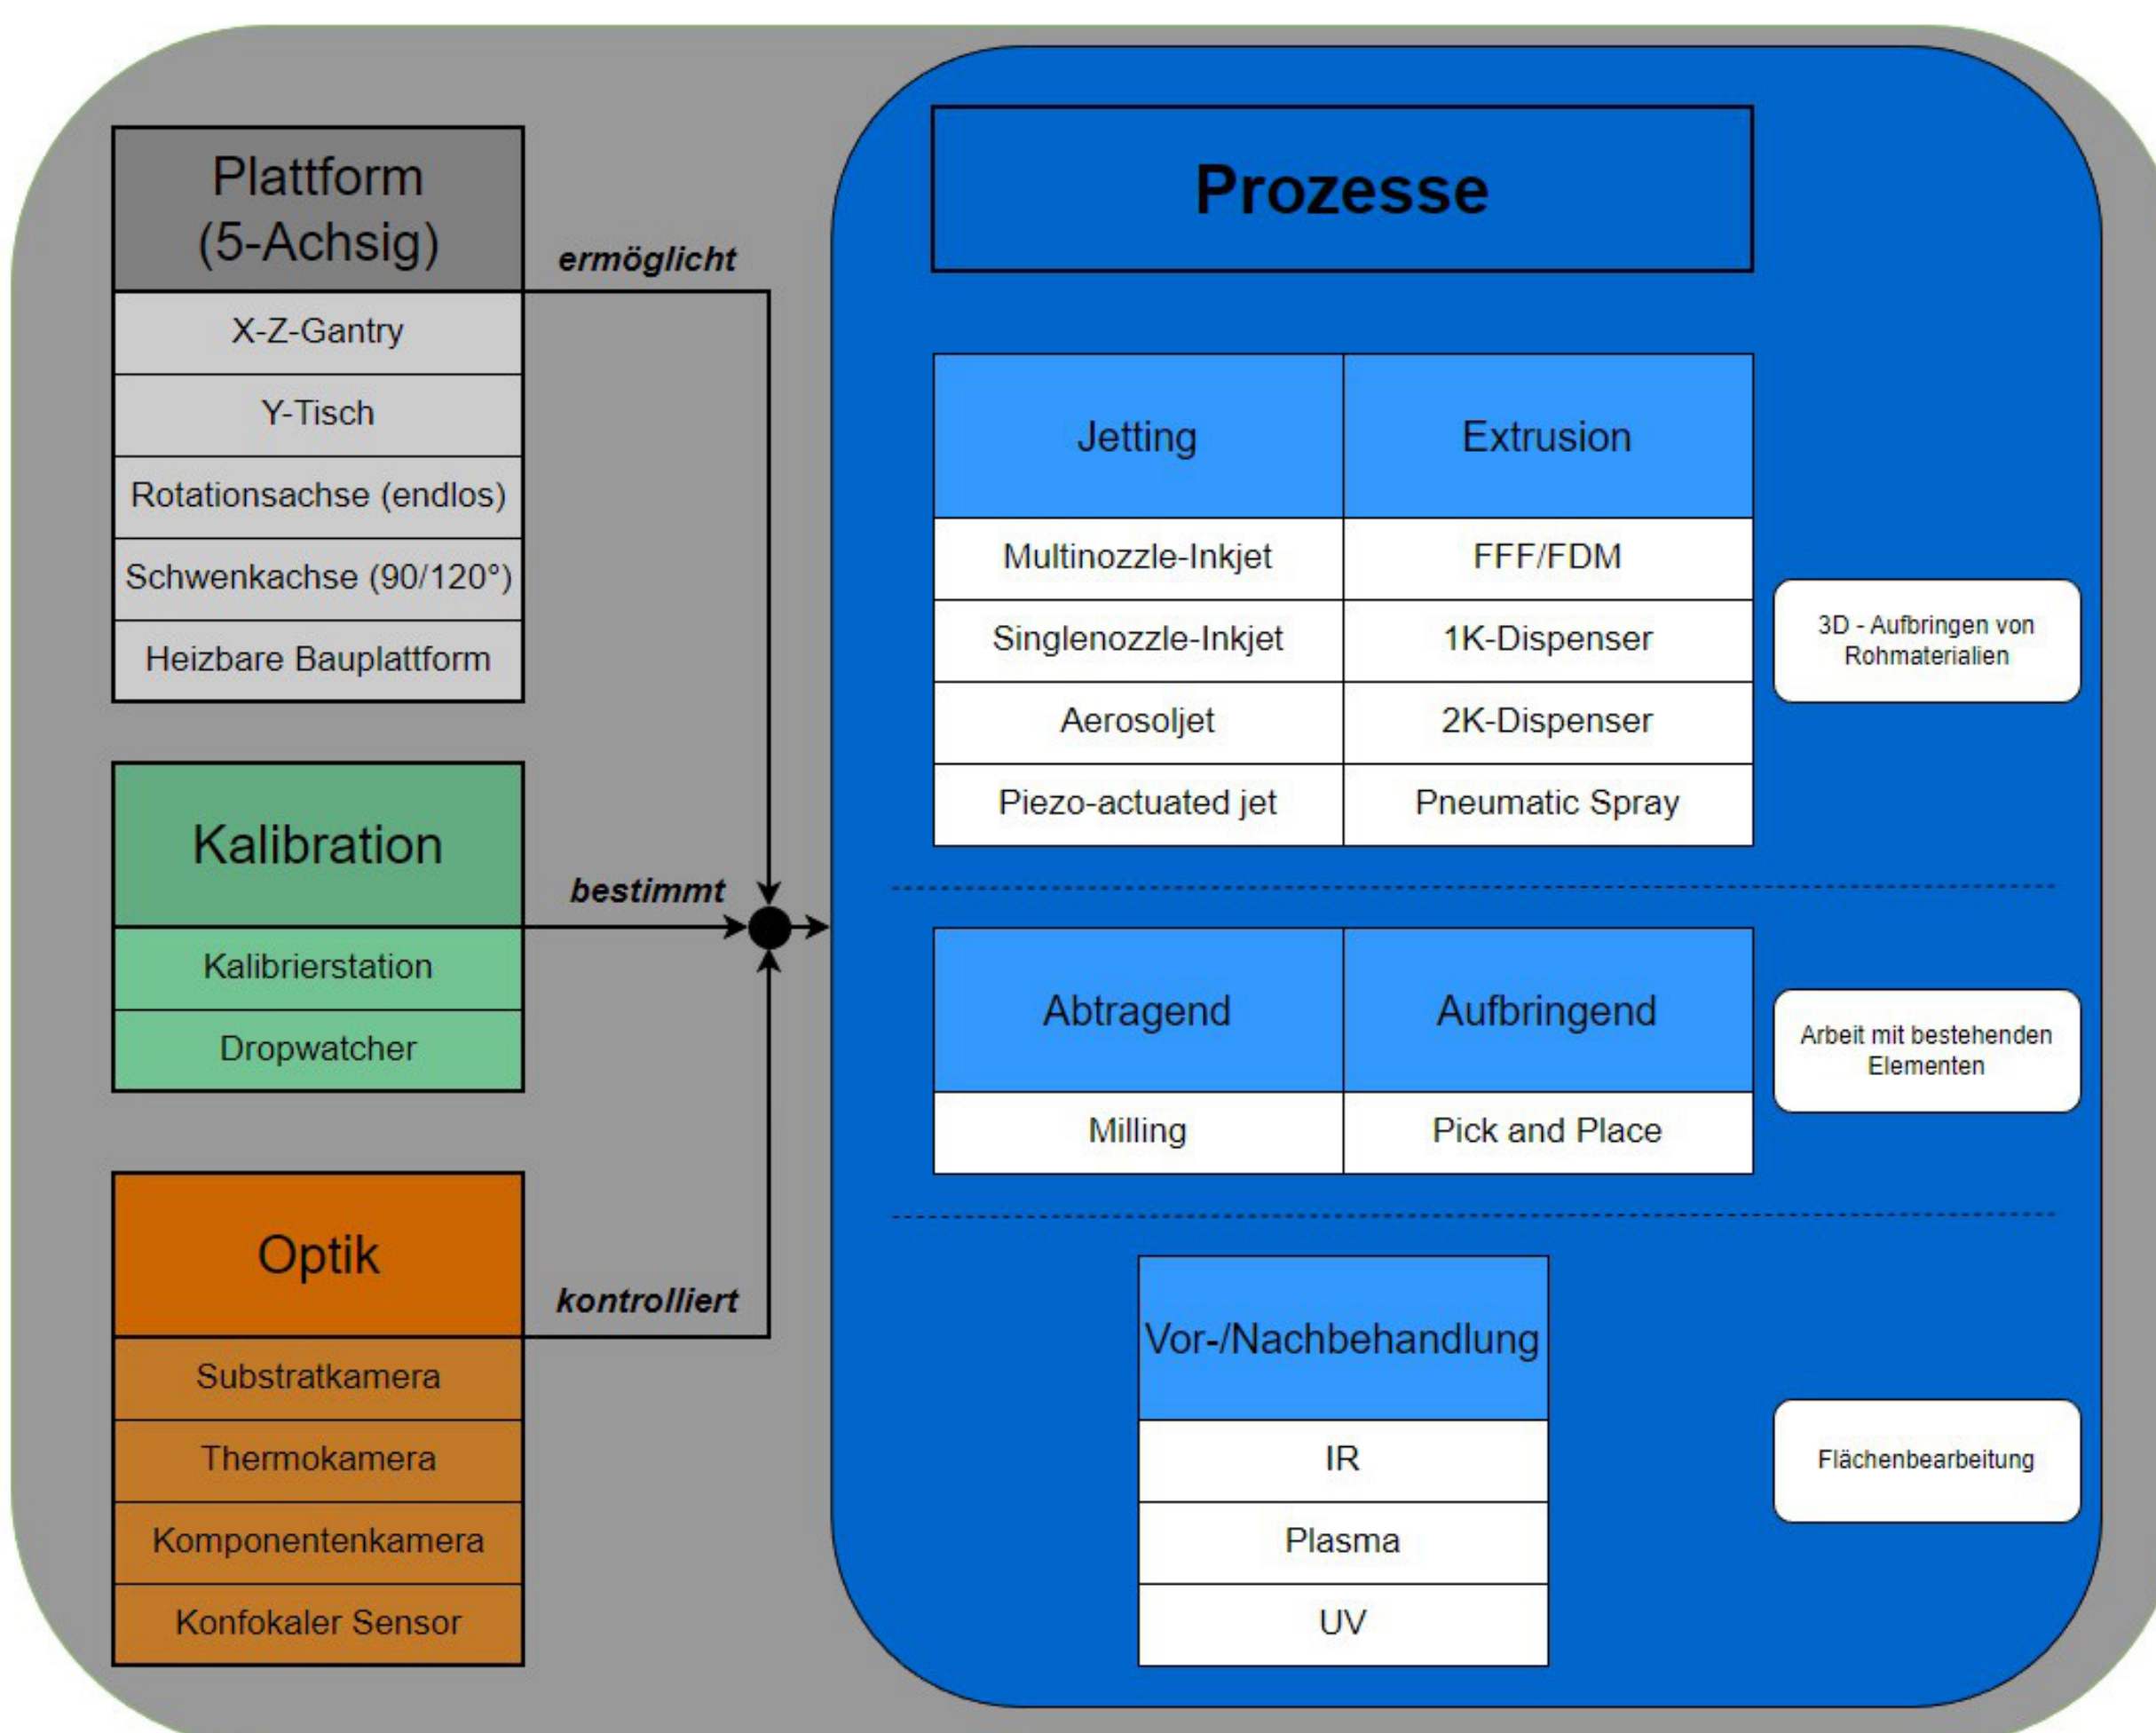 Plattform
(5-Achsig)
X-Z-Gantry
Y-Tisch
Rotationsachse (endlos)
Schwenkachse (90/120°)
Heizbare Bauplattform
ermöglicht
Kalibration
Kalibrierstation
Dropwatcher
bestimmt
Optik
Substratkamera
Thermokamera
Komponentenkamera
Konfokaler Sensor
kontrolliert
Prozesse
Jetting Extrusion
Multinozzle-Inkjet FFF/FDM
Singlenozzle-Inkjet 1K-Dispenser
Aerosoljet 2K-Dispenser
Piezo-actuated jet Pneumatic Spray
3D - Aufbringen von
Rohmaterialien
Abtragend Aufbringend
Milling Pick and Place
Arbeit mit bestehenden
Elementen
Vor-/Nachbehandlung
IR
Plasma
UV
Flächenbearbeitung